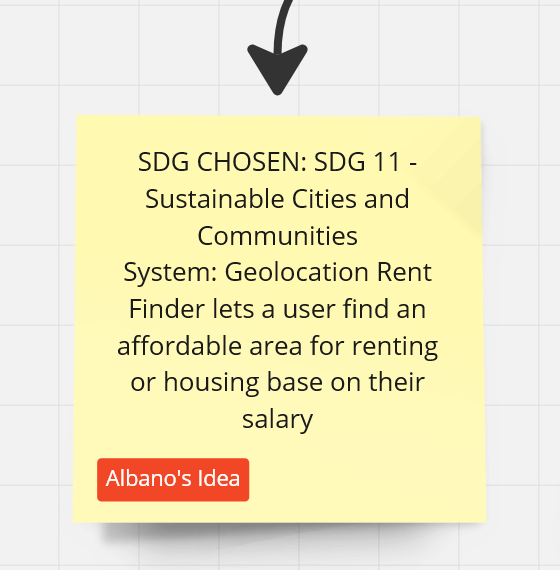 SDG CHOSEN: SDG 11 -
Sustainable Cities and
Communities
System: Geolocation Rent
Finder lets a user find an
affordable area for renting
or housing base on their
salary
Albano's Idea